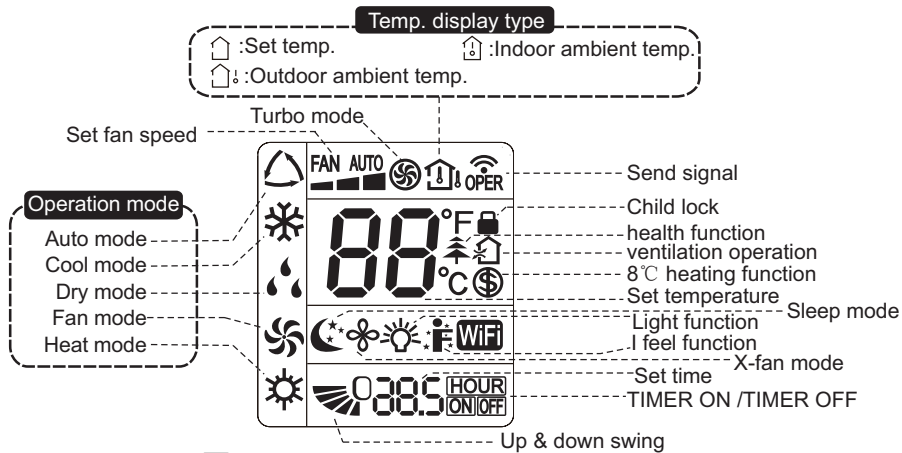 Temp. display type
:Set temp. :Indoor ambient temp.
:Outdoor ambient temp.
Turbo mode
Set fan speed
FAN AUTO
OPER
Send signal
Operation mode
Auto mode
Cool mode
Dry mode
Fan mode
Heat mode
88 °F
°C
Child lock
health function
ventilation operation
8℃ heating function
Set temperature
Sleep mode
Light function
I feel function
WiFi
X-fan mode
Set time
088.5 HOUR
ON OFF
TIMER ON /TIMER OFF
Up & down swing